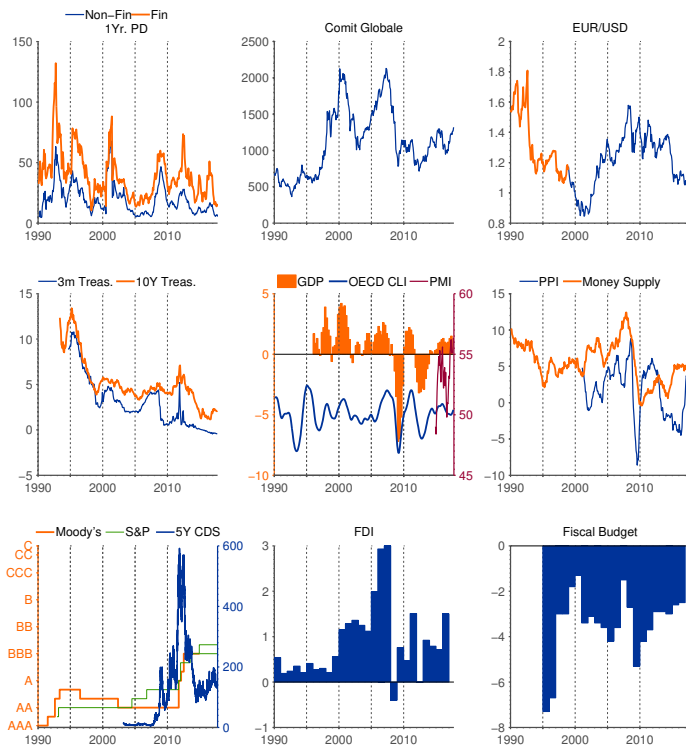 Non-Fin Fin
1Yr. PD
150
100
50
0
1990 2000 2010
Comit Globale
2500
2000
1500
1000
500
0
1990 2000 2010
EUR/USD
2
1.8
1.6
1.4
1.2
1
0.8
1990 2000 2010
3m Treas. 10Y Treas.
15
10
5
0
−5
1990 2000 2010
GDP OECD CLI PMI
5 60
0 55
−5 50
−10 45
1990 2000 2010
PPI Money Supply
15
10
5
0
−5
−10
1990 2000 2010
Moody's S&P 5Y CDS
C 600
CC
CCC
B 400
BB
BBB 200
A
AA
AAA 0
1990 2000 2010
FDI
3
2
1
0
−1
1990 2000 2010
Fiscal Budget
0
−2
−4
−6
−8
1990 2000 2010